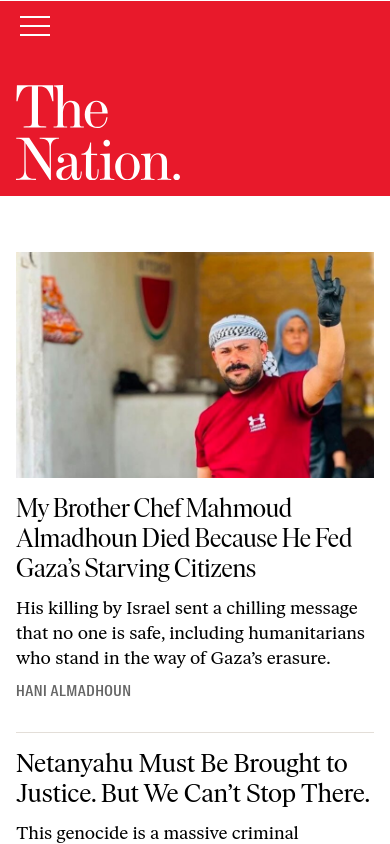 The
Nation.
My Brother Chef Mahmoud
Almadhoun Died Because He Fed
Gaza’s Starving Citizens
His killing by Israel sent a chilling message
that no one is safe, including humanitarians
who stand in the way of Gaza’s erasure.
HANI ALMADHOUN
Netanyahu Must Be Brought to
Justice. But We Can’t Stop There.
This genocide is a massive criminal